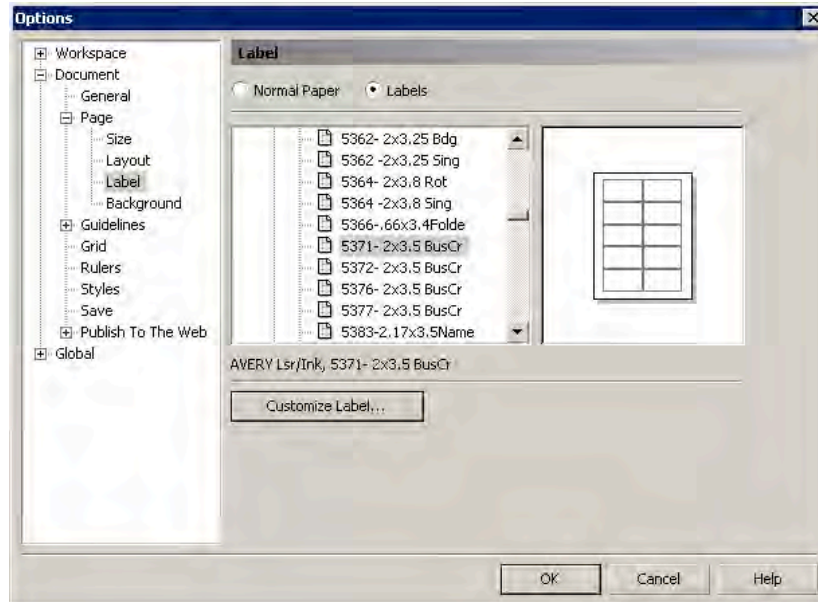 Options
Workspace
Document
General
Page
Size
Layout
Label
Background
Guidelines
Grid
Rulers
Styles
Save
Publish To The Web
Global
Label
Normal Paper
Labels
5362- 2x3.25 Bdg
5362 -2x3.25 Sing
5364- 2x3.8 Rot
5364 -2x3.8 Sing
5366-.66x3.4Folde
5371- 2x3.5 BusCr
5372- 2x3.5 BusCr
5376- 2x3.5 BusCr
5377- 2x3.5 BusCr
5383-2.17x3.5Name
AVERY Lsr/Ink, 5371- 2x3.5 BusCr
Customize Label...
OK
Cancel
Help